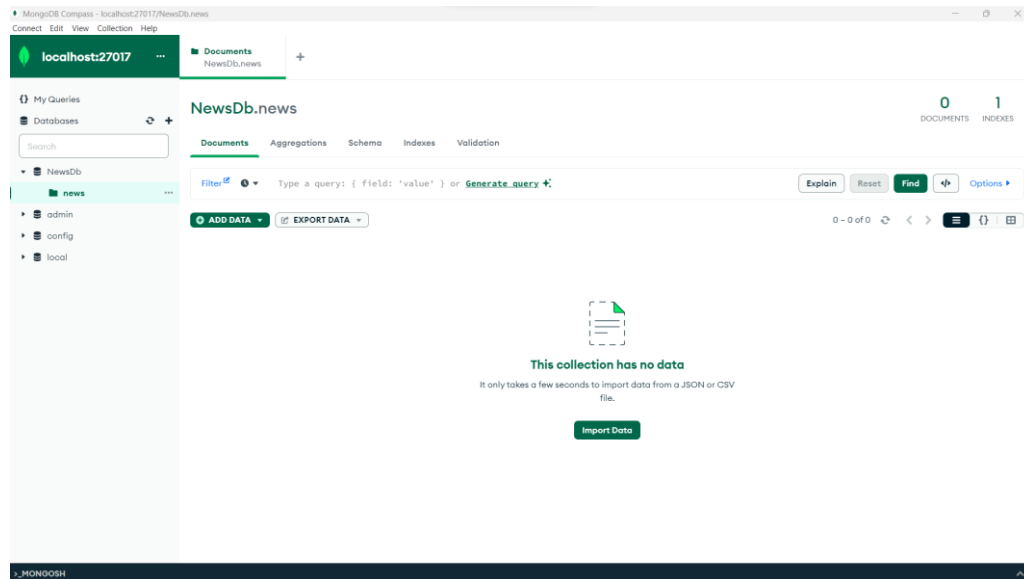 MongoDB Compass - localhost:27017/NewsDb.news
Connect Edit View Collection Help
localhost:27017 ...
Documents
NewsDb.news
+
{} My Queries
Databases
Search
NewsDb
news ...
admin
config
local
NewsDb.news
0
DOCUMENTS
1
INDEXES
Documents Aggregations Schema Indexes Validation
Filter Type a query: { field: 'value' } or Generate query Explain Reset Find </> Options
ADD DATA EXPORT DATA 0 – 0 of 0 {}
This collection has no data
It only takes a few seconds to import data from a JSON or CSV
file.
Import Data
>_MONGOSH